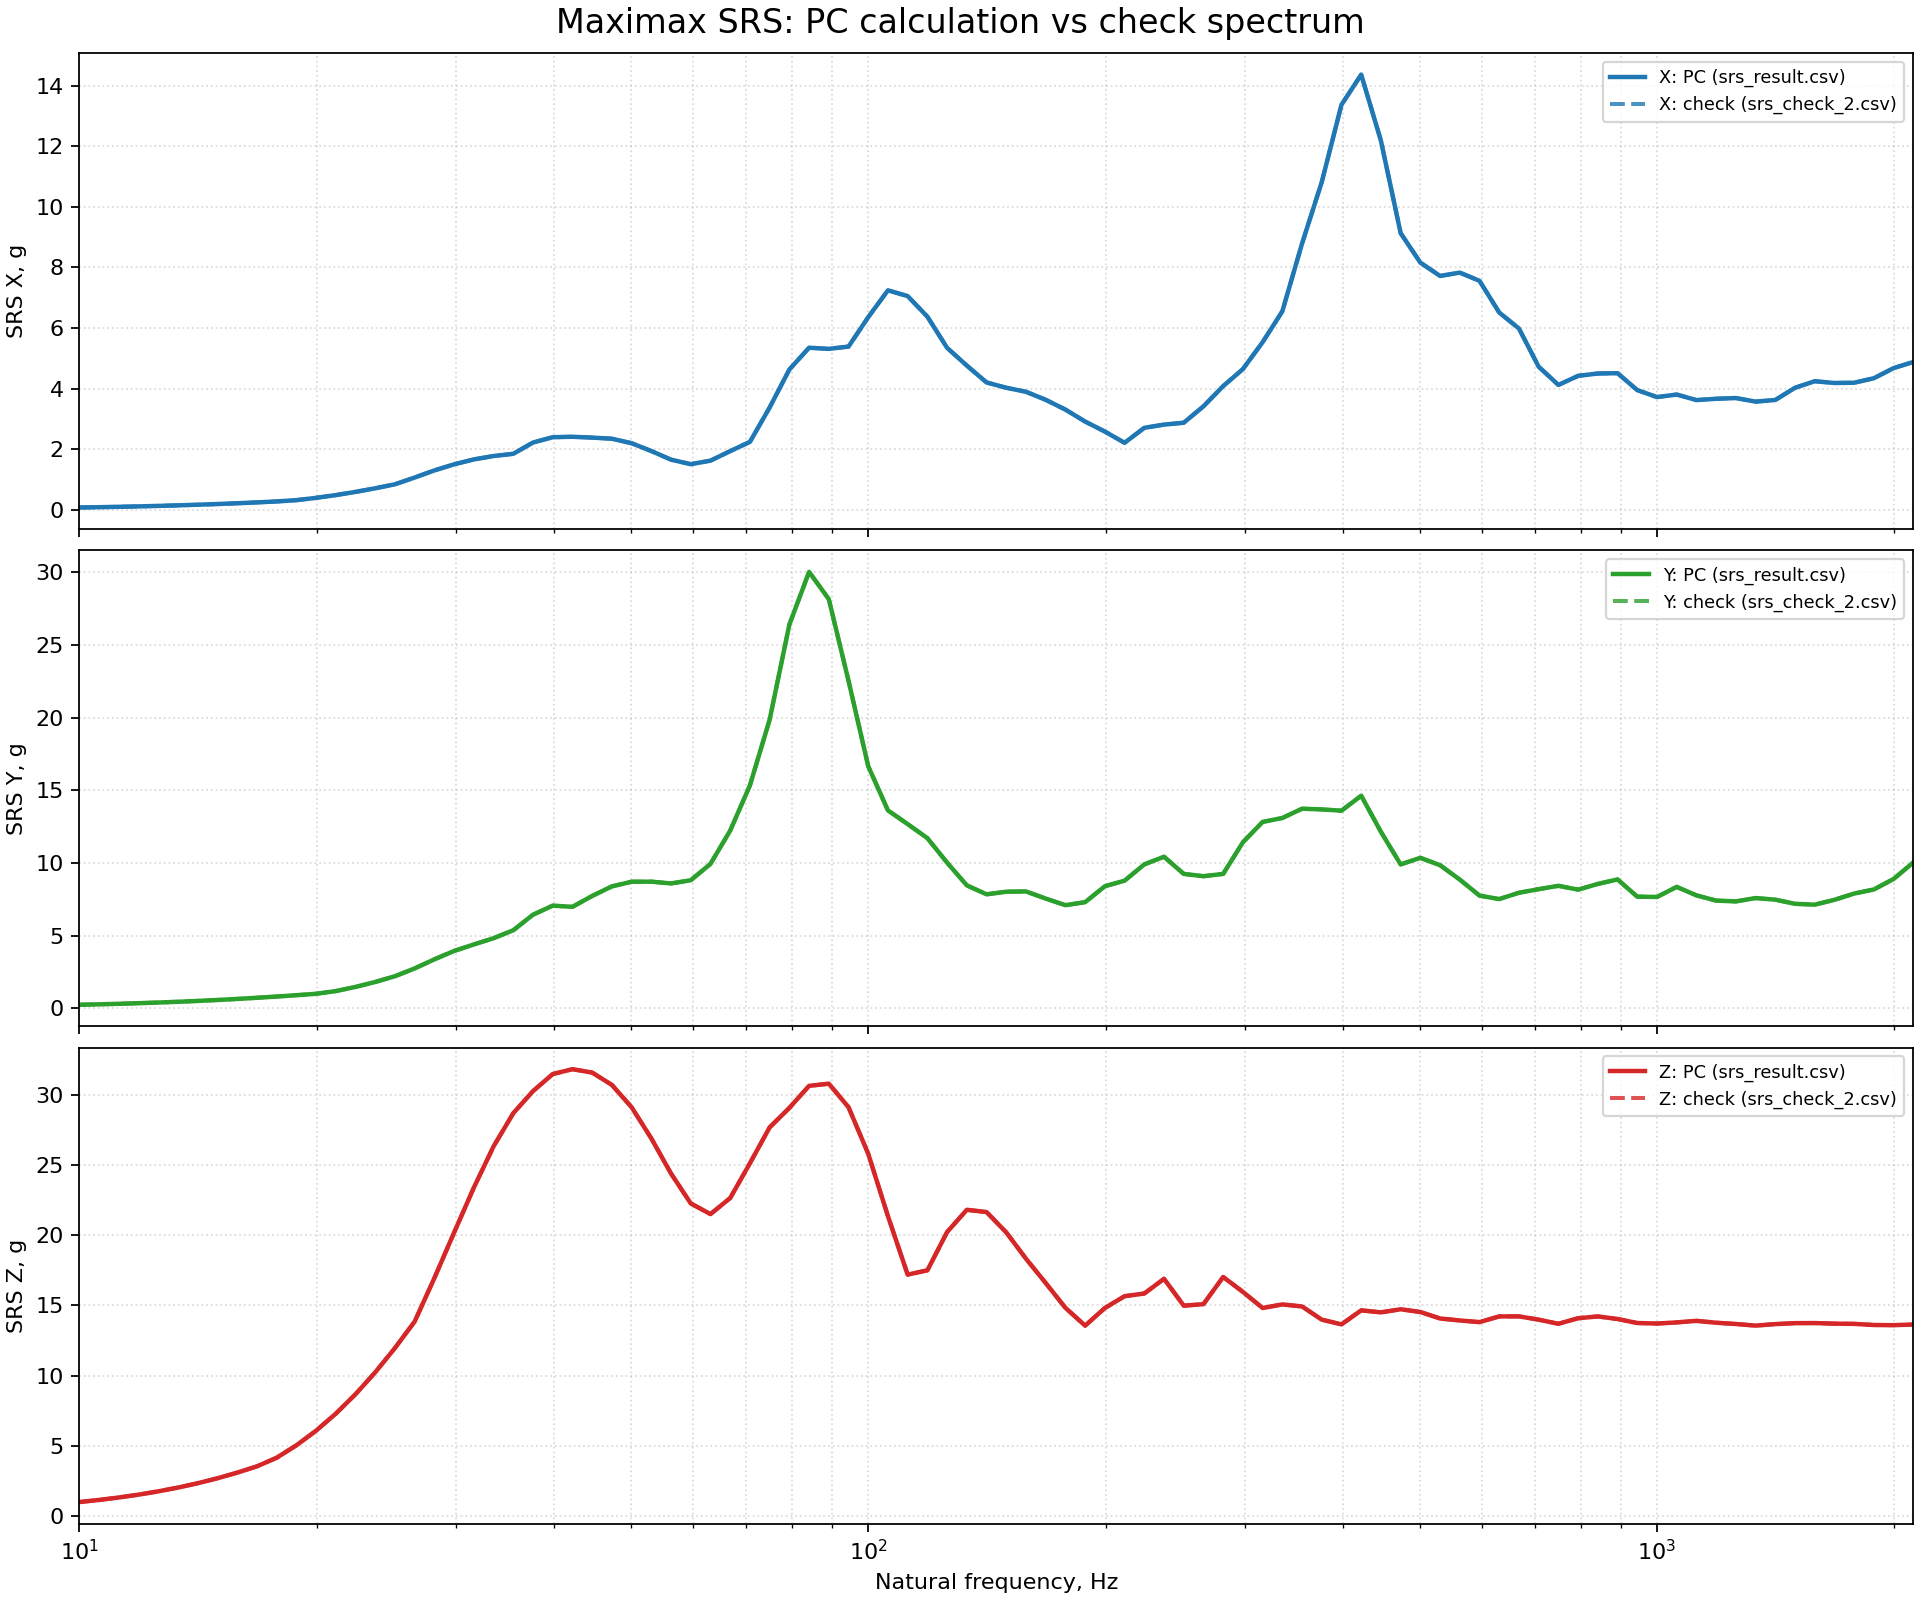 Maximax SRS: PC calculation vs check spectrum
SRS X, g
14
12
10
8
6
4
2
0
X: PC (srs_result.csv)
X: check (srs_check_2.csv)
SRS Y, g
30
25
20
15
10
5
0
Y: PC (srs_result.csv)
Y: check (srs_check_2.csv)
SRS Z, g
30
25
20
15
10
5
0
Z: PC (srs_result.csv)
Z: check (srs_check_2.csv)
10¹ 10² 10³
Natural frequency, Hz